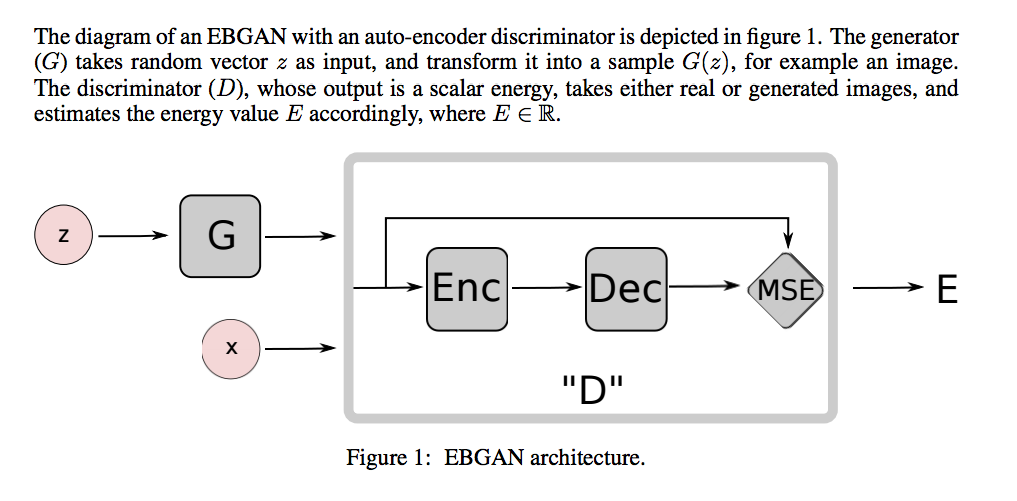 The diagram of an EBGAN with an auto-encoder discriminator is depicted in figure 1. The generator
(G) takes random vector z as input, and transform it into a sample G(z), for example an image.
The discriminator (D), whose output is a scalar energy, takes either real or generated images, and
estimates the energy value E accordingly, where E ∈ ℝ.
z
G
x
Enc
Dec
MSE
E
"D"
Figure 1: EBGAN architecture.